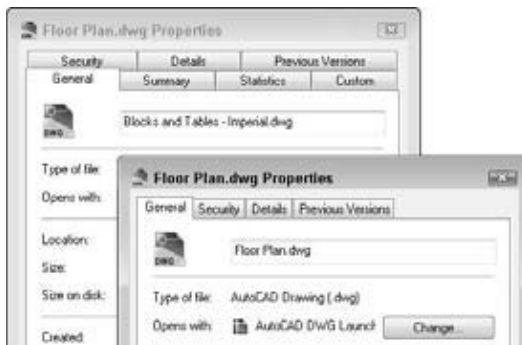 Floor Plan.dwg Properties
Security Details Previous Versions
General Summary Statistics Custom
DWG
Blocks and Tables - Imperial.dwg
Type of file:
Opens with:
Location:
Size:
Size on disk:
Created:
Floor Plan.dwg Properties
General Security Details Previous Versions
DWG
Floor Plan.dwg
Type of file: AutoCAD Drawing (.dwg)
Opens with: AutoCAD DWG Launch Change...